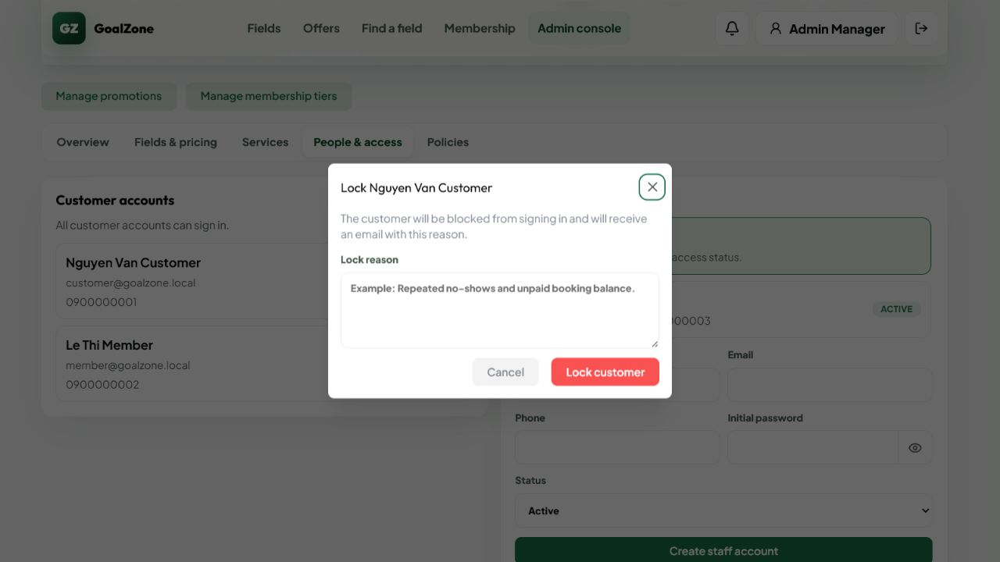 GZ GoalZone Fields Offers Find a field Membership Admin console Admin Manager
Manage promotions Manage membership tiers
Overview Fields & pricing Services People & access Policies
Customer accounts
All customer accounts can sign in.
Nguyen Van Customer
customer@goalzone.local
0900000001
Le Thi Member
member@goalzone.local
0900000002
Lock Nguyen Van Customer
The customer will be blocked from signing in and will receive
an email with this reason.
Lock reason
Example: Repeated no-shows and unpaid booking balance.
Cancel Lock customer
access status.
ACTIVE
00003
Email
Phone Initial password
Status
Active
Create staff account